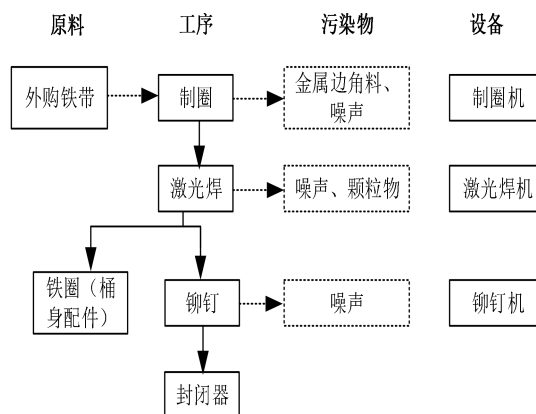 原料 工序 污染物 设备
外购铁带 制圈 金属边角料、
噪声 制圈机
激光焊 噪声、颗粒物 激光焊机
铁圈（桶
身配件） 铆钉 噪声 铆钉机
封闭器